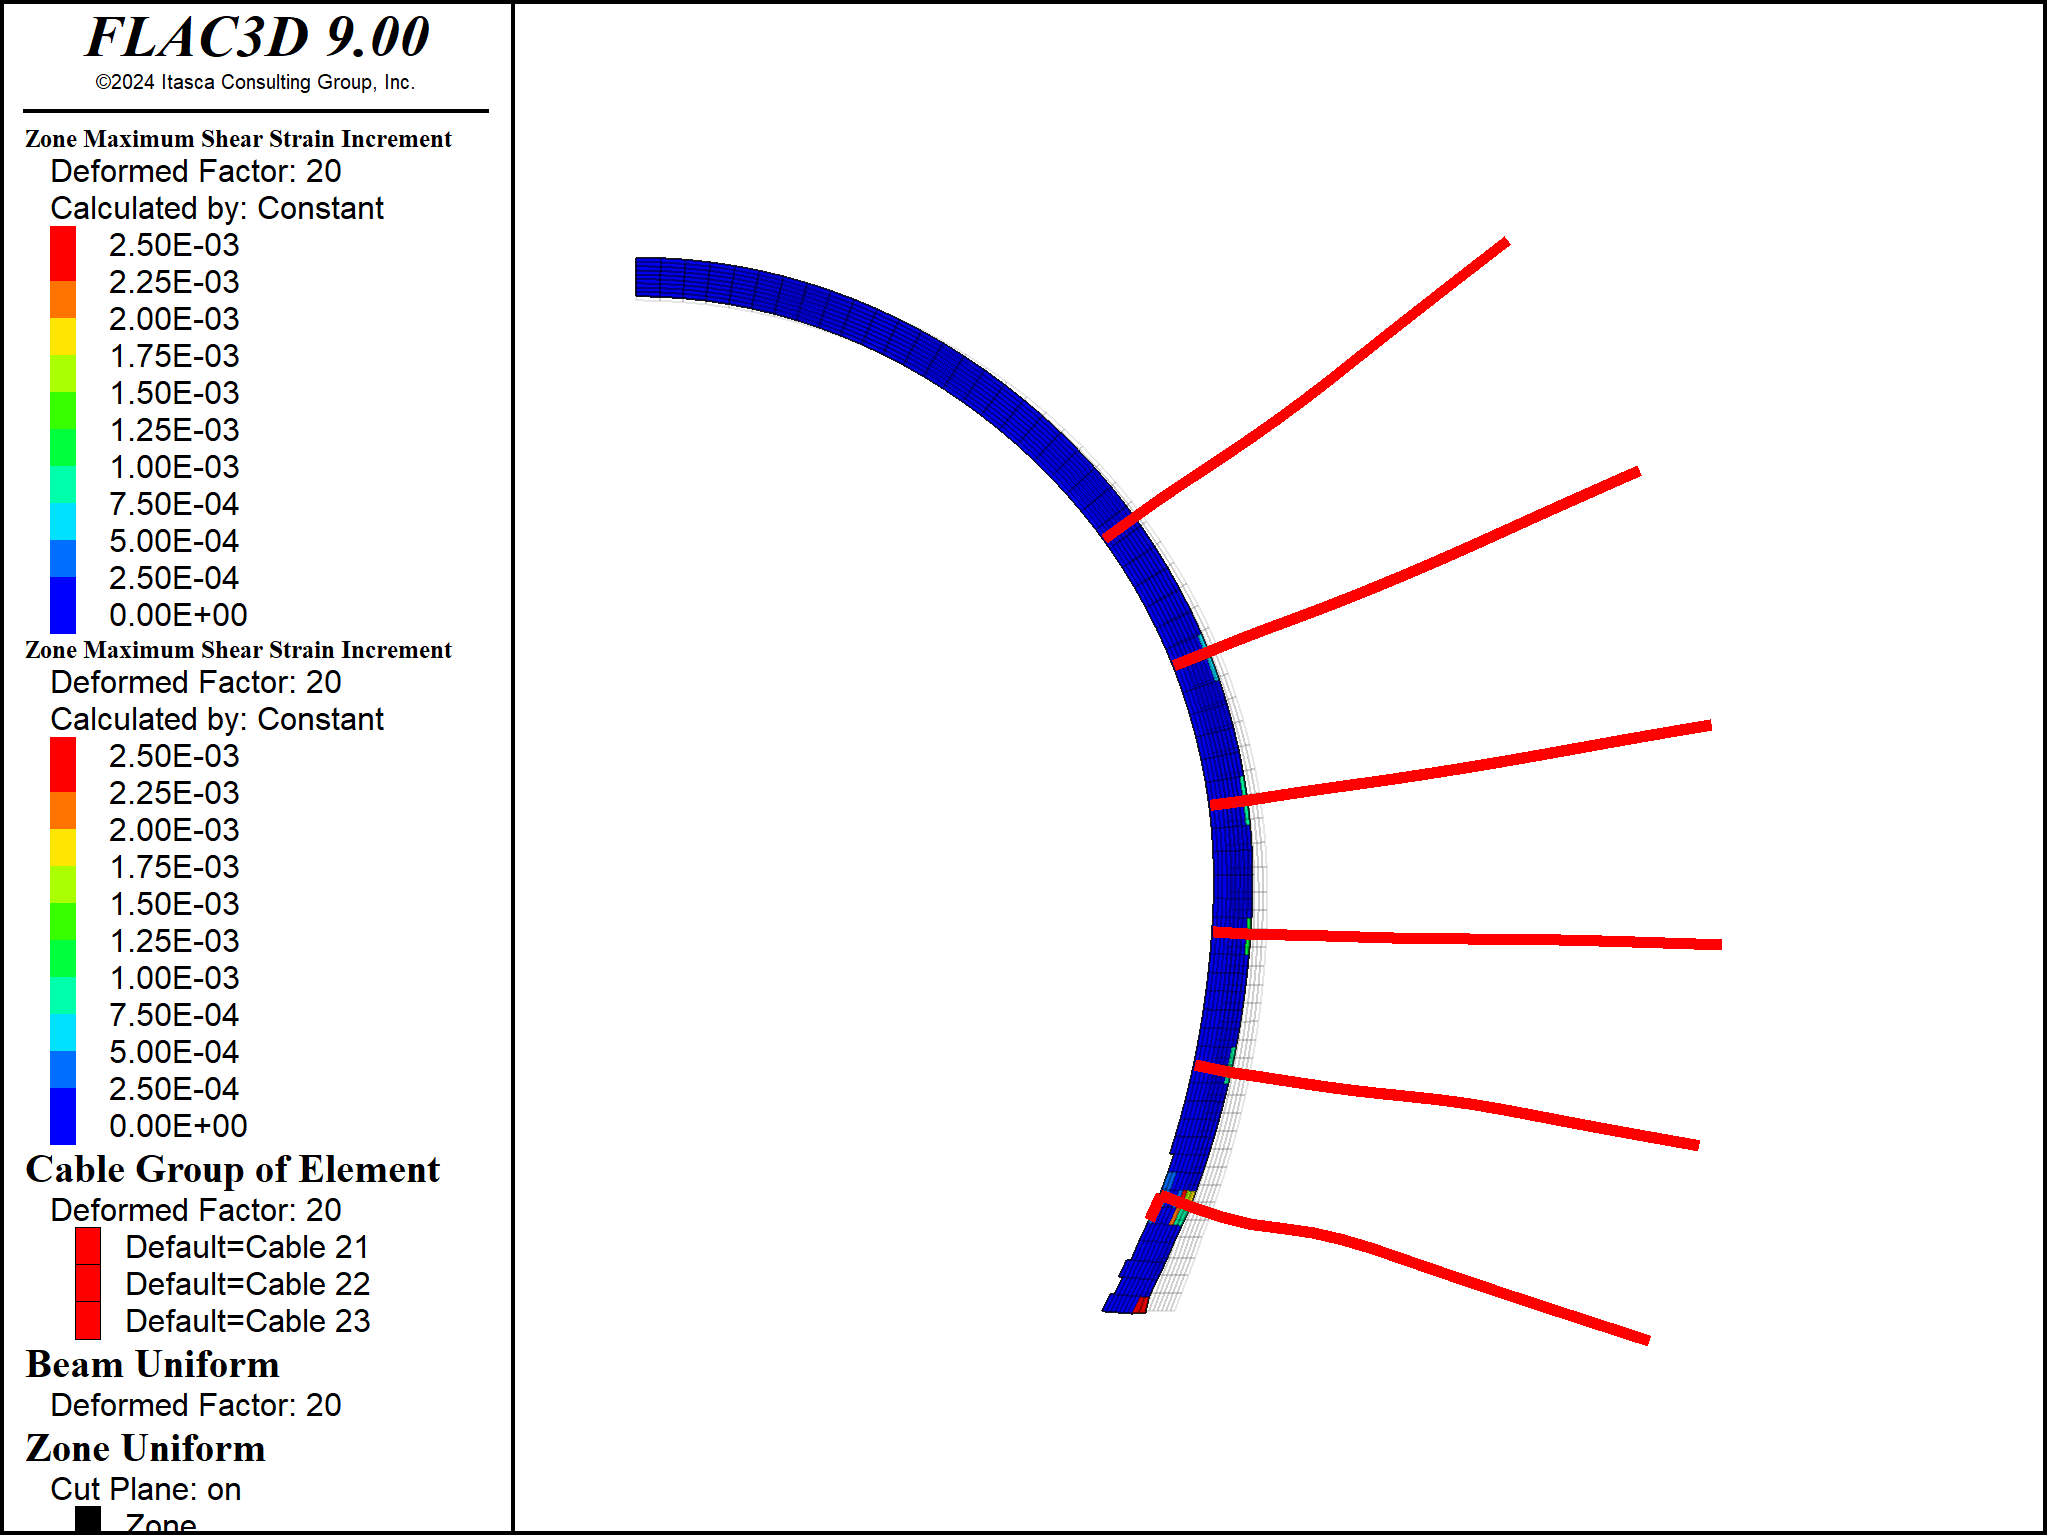 FLAC3D 9.00
©2024 Itasca Consulting Group, Inc.
Zone Maximum Shear Strain Increment
Deformed Factor: 20
Calculated by: Constant
2.50E-03
2.25E-03
2.00E-03
1.75E-03
1.50E-03
1.25E-03
1.00E-03
7.50E-04
5.00E-04
2.50E-04
0.00E+00
Zone Maximum Shear Strain Increment
Deformed Factor: 20
Calculated by: Constant
2.50E-03
2.25E-03
2.00E-03
1.75E-03
1.50E-03
1.25E-03
1.00E-03
7.50E-04
5.00E-04
2.50E-04
0.00E+00
Cable Group of Element
Deformed Factor: 20
Default=Cable 21
Default=Cable 22
Default=Cable 23
Beam Uniform
Deformed Factor: 20
Zone Uniform
Cut Plane: on
Zone